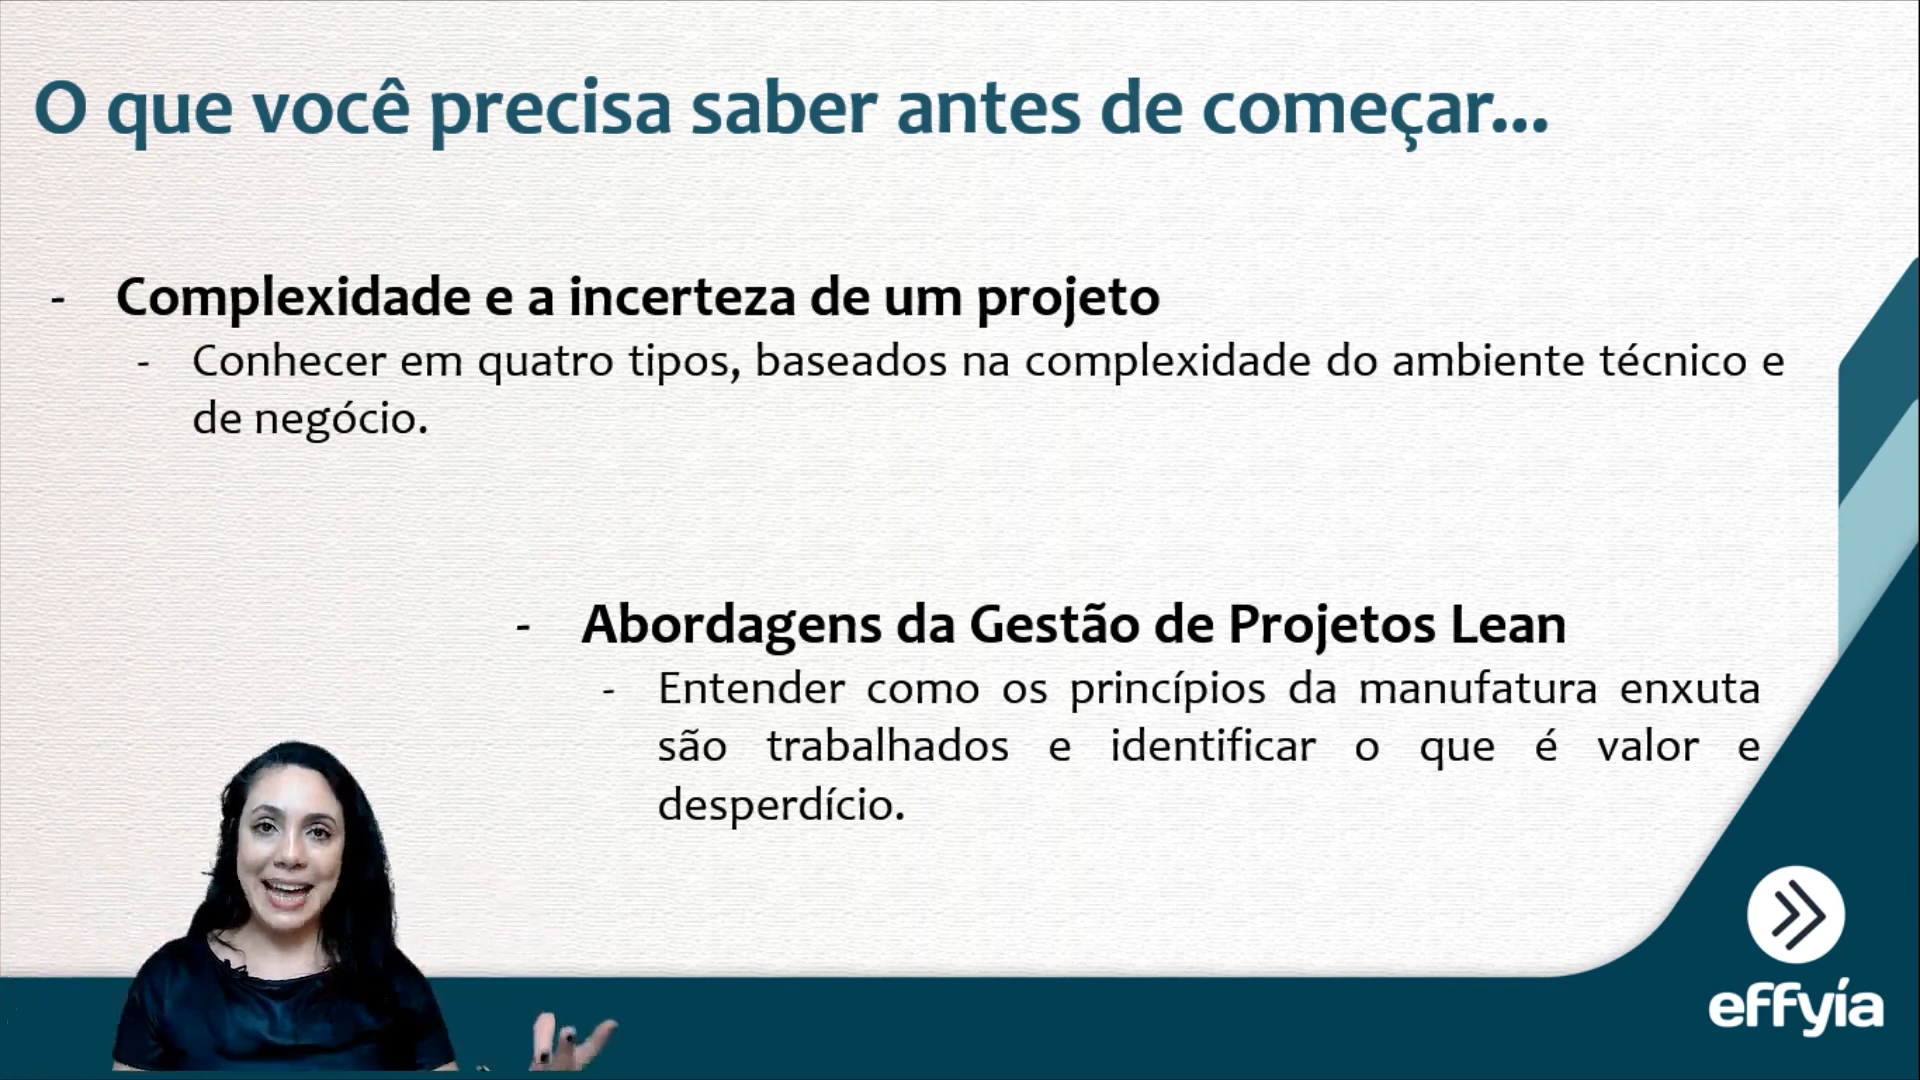 O que você precisa saber antes de começar...
- Complexidade e a incerteza de um projeto
- Conhecer em quatro tipos, baseados na complexidade do ambiente técnico e
de negócio.
- Abordagens da Gestão de Projetos Lean
- Entender como os princípios da manufatura enxuta
são trabalhados e identificar o que é valor e
desperdício.
effyía